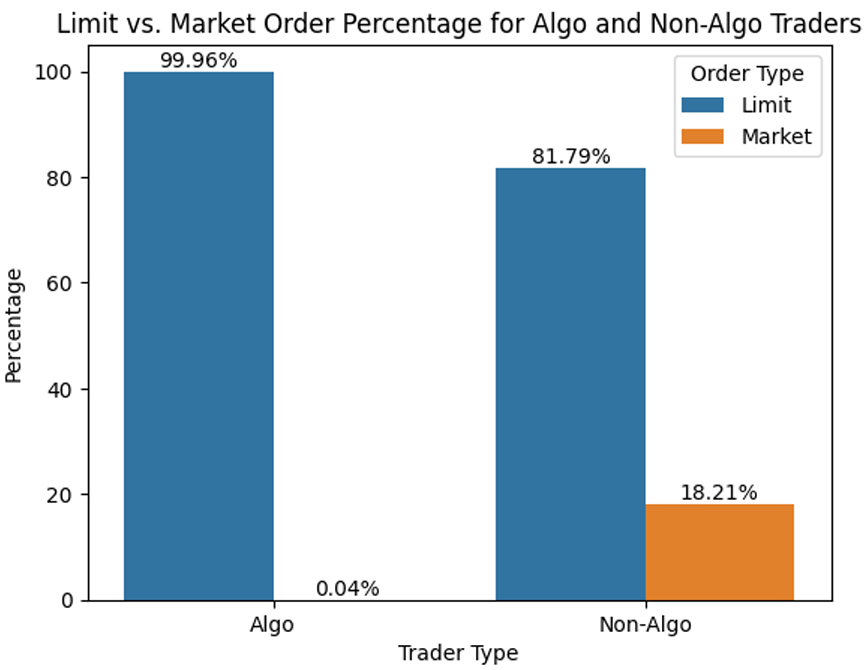 Limit vs. Market Order Percentage for Algo and Non-Algo Traders
Order Type
Limit
Market
Percentage
100
80
60
40
20
0
99.96%
0.04%
81.79%
18.21%
Algo
Non-Algo
Trader Type